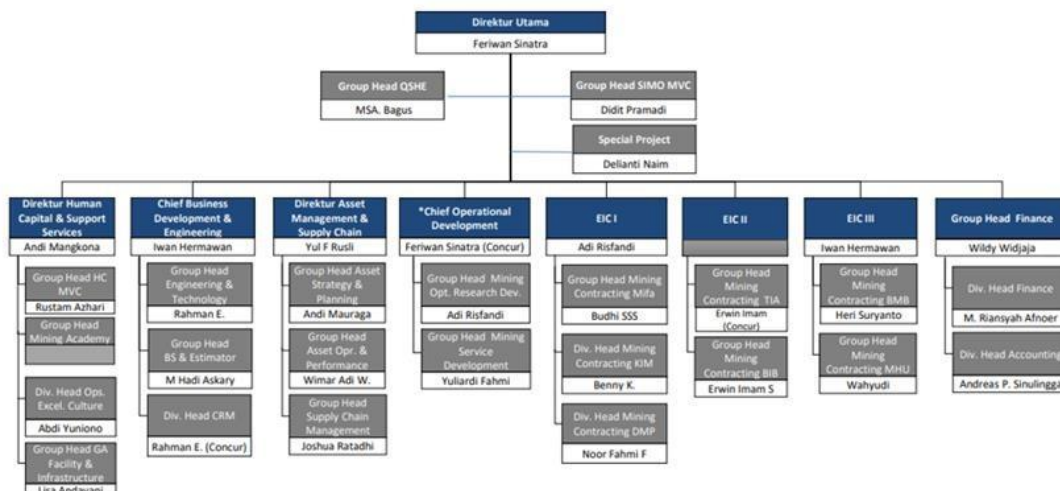 Direktur Utama
Feriwan Sinatra
Group Head QSHE
MSA. Bagus
Group Head SIMO MVC
Didit Pramadi
Special Project
Delianti Naim
Direktur Human
Capital & Support
Services
Andi Mangkona
Group Head HC
MVC
Rustam Azhari
Group Head
Mining Academy
Div. Head Ops.
Excel. Culture
Abdi Yuniono
Group Head GA
Facility &
Infrastructure
Lisa Andayani
Chief Business
Development &
Engineering
Iwan Hermawan
Group Head
Engineering &
Technology
Rahman E.
Group Head
BS & Estimator
M Hadi Askary
Div. Head CRM
Rahman E. (Concur)
Direktur Asset
Management &
Supply Chain
Yul F Rusli
Group Head Asset
Strategy &
Planning
Andi Mauraga
Group Head
Asset Opr. &
Performance
Wimar Adi W.
Group Head
Supply Chain
Management
Joshua Ratadhi
*Chief Operational
Development
Feriwan Sinatra (Concur)
Group Head Mining
Opt. Research Dev.
Adi Risfandi
Group Head Mining
Service
Development
Yuliardi Fahmi
EIC I
Adi Risfandi
Group Head Mining
Contracting Mifa
Budhi SSS
Div. Head Mining
Contracting KIM
Benny K.
Div. Head Mining
Contracting DMP
Noor Fahmi F
EIC II
Group Head
Mining
Contracting TIA
Erwin Imam
(Concur)
Group Head
Mining
Contracting BIB
Erwin Imam S
EIC III
Iwan Hermawan
Group Head
Mining
Contracting BMB
Heri Suryanto
Group Head
Mining
Contracting MHU
Wahyudi
Group Head Finance
Wildy Widjaja
Div. Head Finance
M. Riansyah Afnoer
Div. Head Accounting
Andreas P. Sinulingga